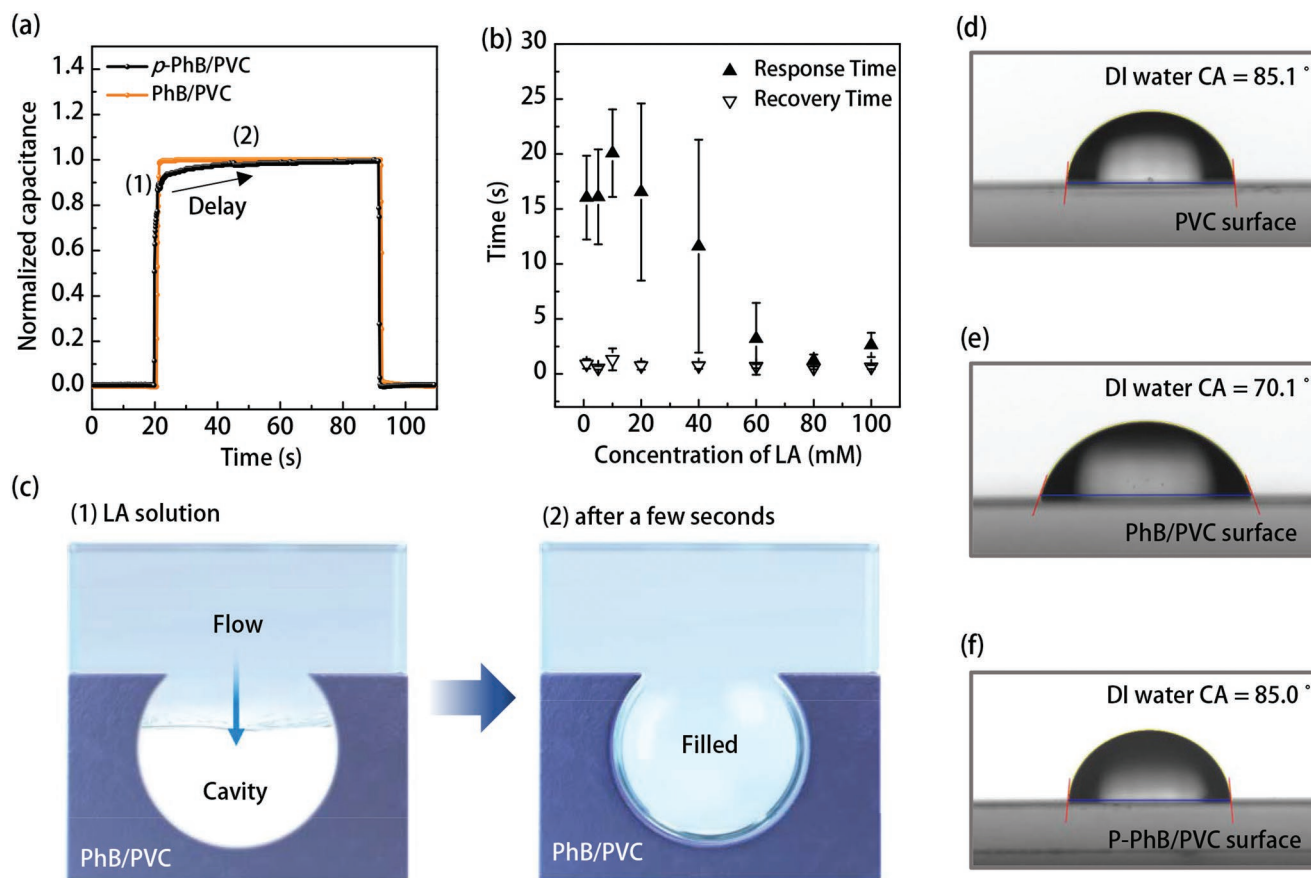 (a)
p-PhB/PVC
PhB/PVC
(1)
(2)
Delay
Normalized capacitance
1.4
1.2
1.0
0.8
0.6
0.4
0.2
0.0
0 20 40 60 80 100
Time (s)
(b)
Response Time
Recovery Time
Time (s)
30
25
20
15
10
5
0
0 20 40 60 80 100
Concentration of LA (mM)
(c)
(1) LA solution
Flow
Cavity
PhB/PVC
(2) after a few seconds
Filled
PhB/PVC
(d)
DI water CA = 85.1 °
PVC surface
(e)
DI water CA = 70.1 °
PhB/PVC surface
(f)
DI water CA = 85.0 °
P-PhB/PVC surface